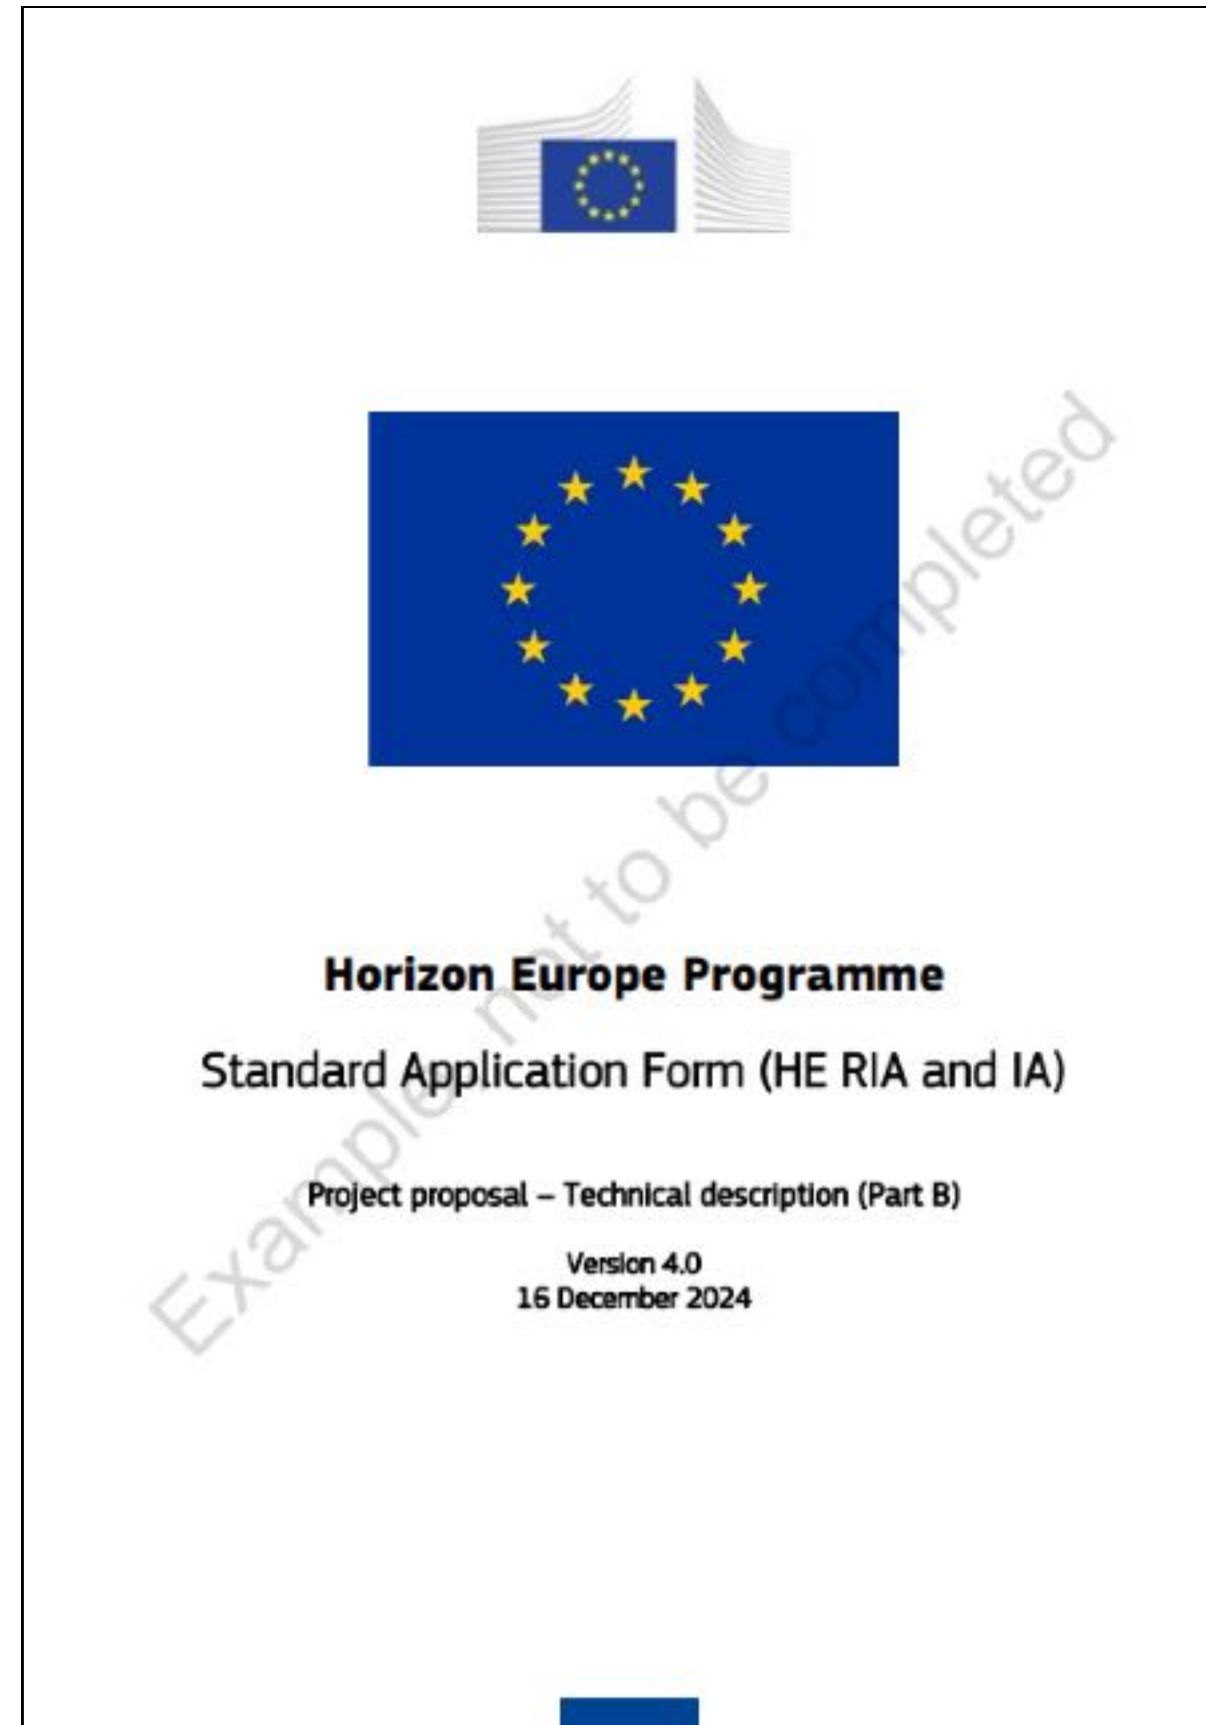 Horizon Europe Programme
Standard Application Form (HE RIA and IA)
Project proposal – Technical description (Part B)
Version 4.0
16 December 2024
Example, not to be completed